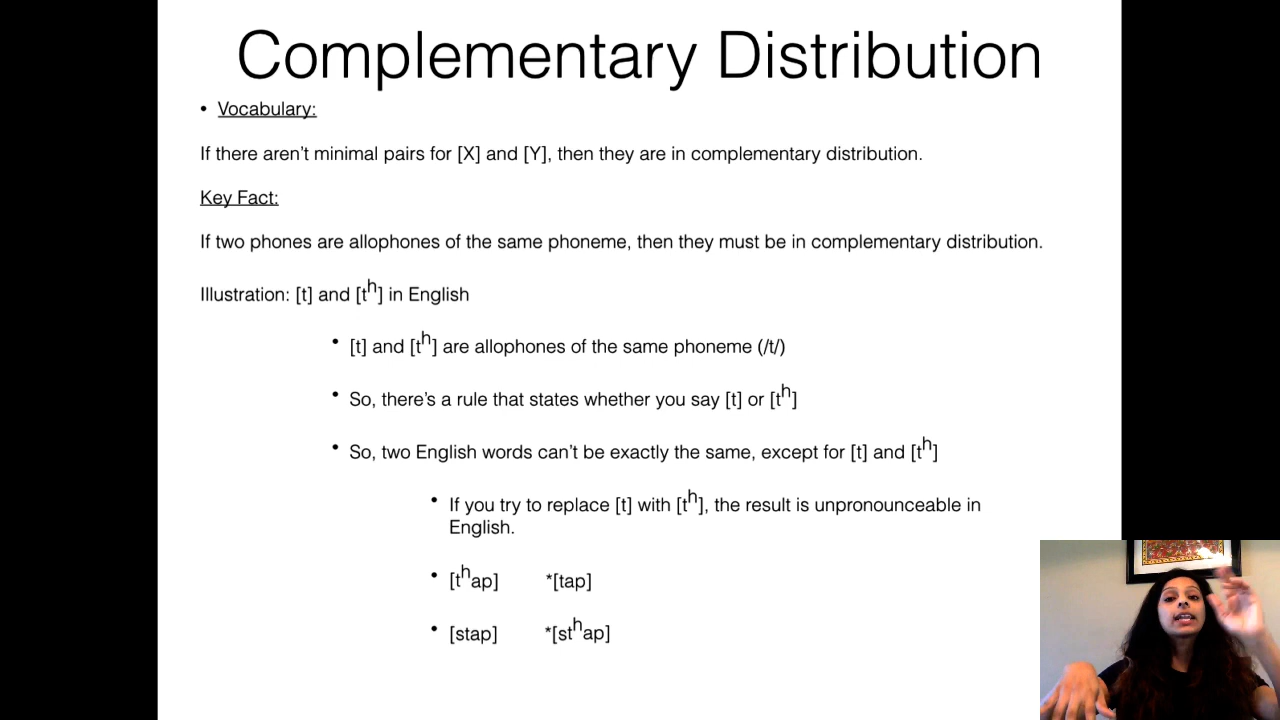 Complementary Distribution
• Vocabulary:
If there aren’t minimal pairs for [X] and [Y], then they are in complementary distribution.
Key Fact:
If two phones are allophones of the same phoneme, then they must be in complementary distribution.
Illustration: [t] and [tʰ] in English
• [t] and [tʰ] are allophones of the same phoneme (/t/)
• So, there’s a rule that states whether you say [t] or [tʰ]
• So, two English words can’t be exactly the same, except for [t] and [tʰ]
• If you try to replace [t] with [tʰ], the result is unpronounceable in
English.
• [tʰap] *[tap]
• [stap] *[stʰap]